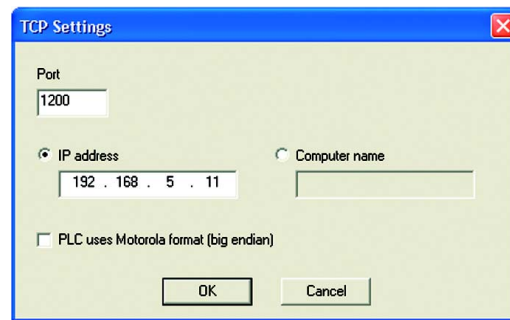 TCP Settings
Port
1200
IP address
Computer name
192 . 168 . 5 . 11
PLC uses Motorola format (big endian)
OK
Cancel